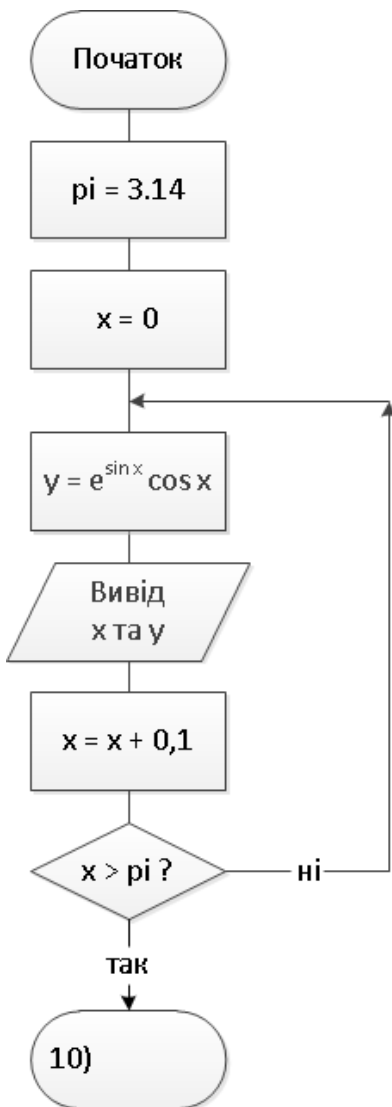 Початок
pi = 3.14
x = 0
y = e^sin x cos x
Вивід
x та y
x = x + 0,1
x > pi ?
ні
так
10)